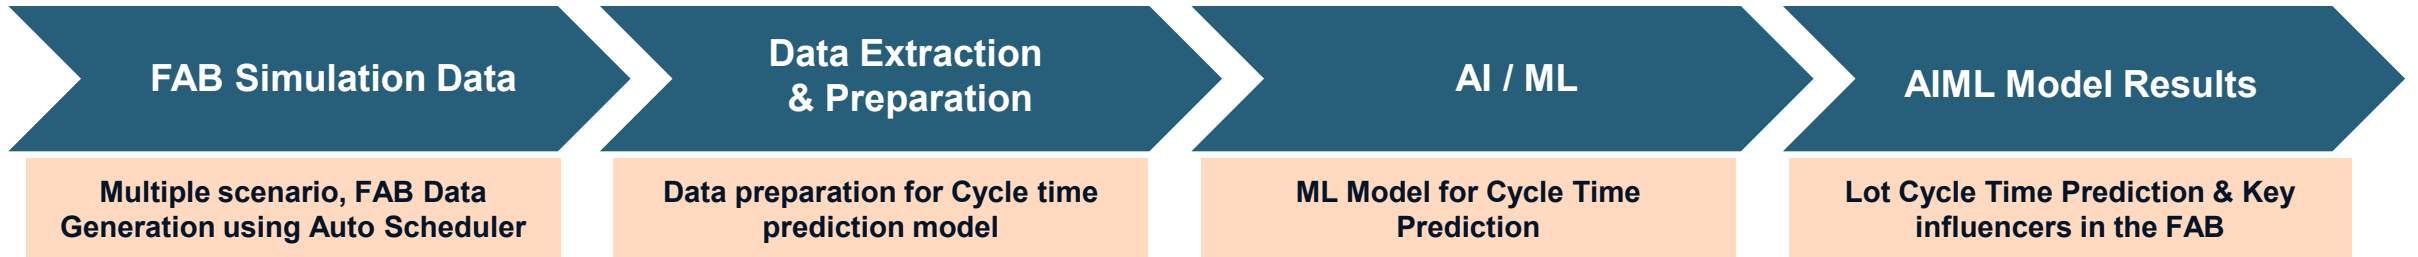 FAB Simulation Data
Multiple scenario, FAB Data
Generation using Auto Scheduler
Data Extraction
& Preparation
Data preparation for Cycle time
prediction model
AI / ML
ML Model for Cycle Time
Prediction
AIML Model Results
Lot Cycle Time Prediction & Key
influencers in the FAB